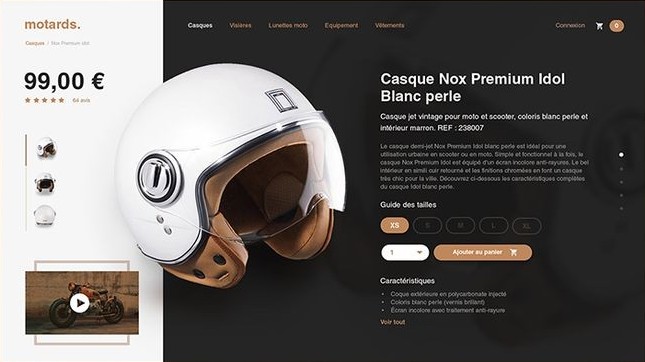 motards.
Casques Visières Lunettes moto Equipement Vêtements
Connexion 0
Casques / Nox Premium Idol
99,00 €
64 avis
Casque Nox Premium Idol
Blanc perle
Casque jet vintage pour moto et scooter, coloris blanc perle et
intérieur marron. REF : 238007
Le casque demi-jet Nox Premium Idol blanc perle est idéal pour une
utilisation urbaine en scooter ou en moto. Simple et fonctionnel à la fois, le
casque Nox Premium Idol est équipé d'un écran incolore anti-rayures. Le bel
intérieur en simili cuir retourné et les finitions chromées en font un casque
très chic pour la ville. Découvrez ci-dessous les caractéristiques complètes
du casque Idol blanc perle.
Guide des tailles
XS S M L XL
1 Ajouter au panier
Caractéristiques
• Coque extérieure en polycarbonate injecté
• Coloris blanc perle (vernis brillant)
• Écran incolore avec traitement anti-rayure
Voir tout